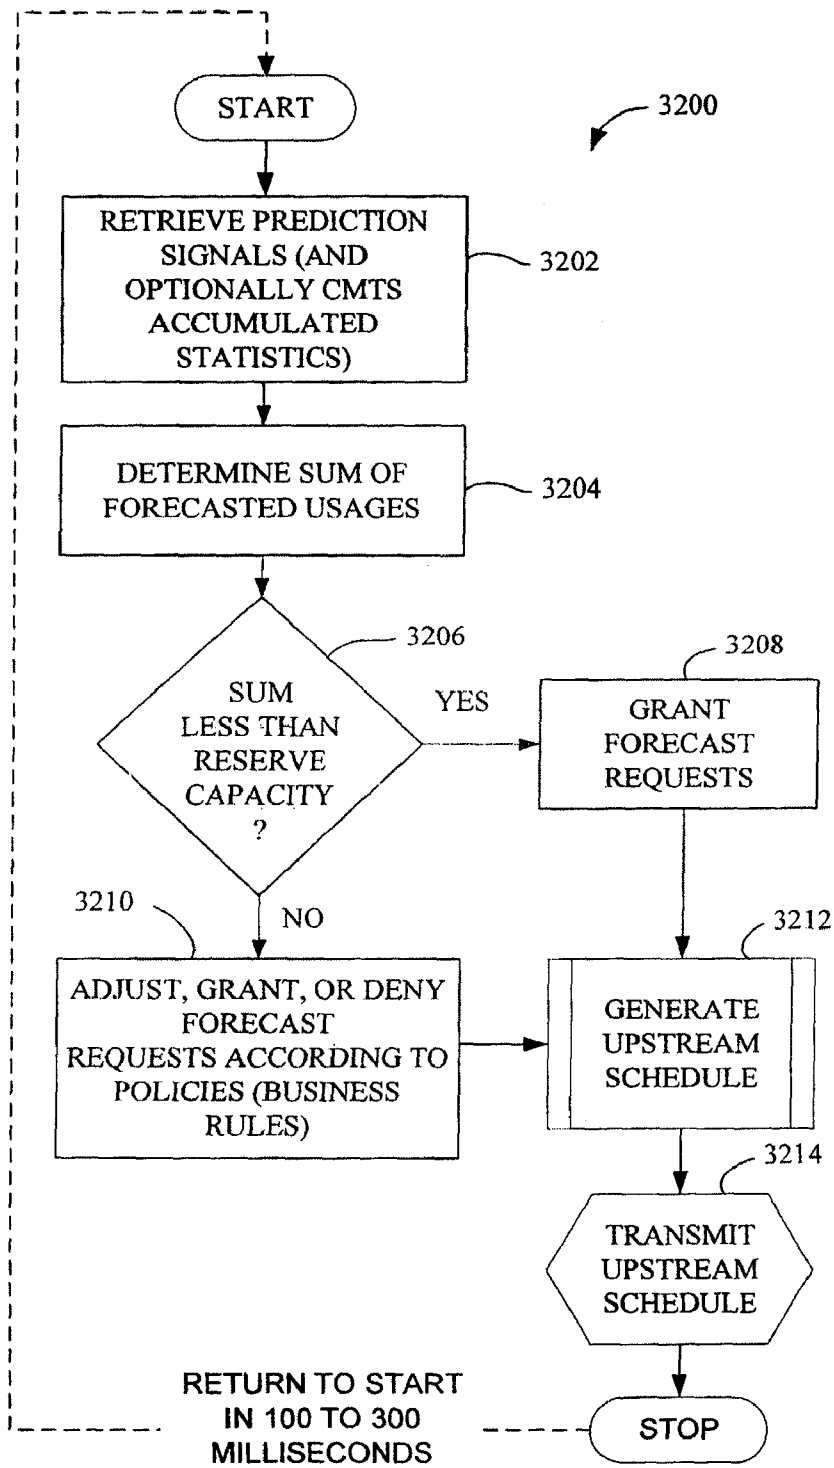 START
3200
RETRIEVE PREDICTION
SIGNALS (AND
OPTIONALLY CMTS
ACCUMULATED
STATISTICS)
3202
DETERMINE SUM OF
FORECASTED USAGES
3204
SUM
LESS THAN
RESERVE
CAPACITY
?
3206
YES
3208
GRANT
FORECAST
REQUESTS
NO
3210
ADJUST, GRANT, OR DENY
FORECAST
REQUESTS ACCORDING TO
POLICIES (BUSINESS
RULES)
3212
GENERATE
UPSTREAM
SCHEDULE
3214
TRANSMIT
UPSTREAM
SCHEDULE
STOP
RETURN TO START
IN 100 TO 300
MILLISECONDS